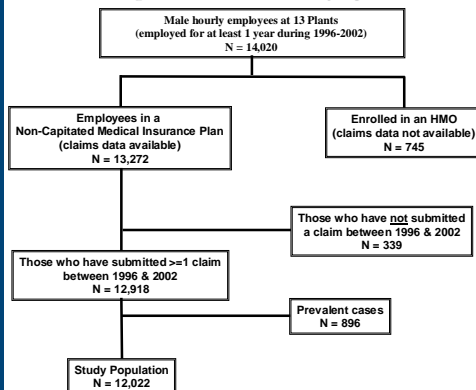 Male hourly employees at 13 Plants
(employed for at least 1 year during 1996-2002)
N = 14,020
Employees in a
Non-Capitated Medical Insurance Plan
(claims data available)
N = 13,272
Enrolled in an HMO
(claims data not available)
N = 745
Those who have not submitted
a claim between 1996 & 2002
N = 339
Those who have submitted >=1 claim
between 1996 & 2002
N = 12,918
Prevalent cases
N = 896
Study Population
N = 12,022